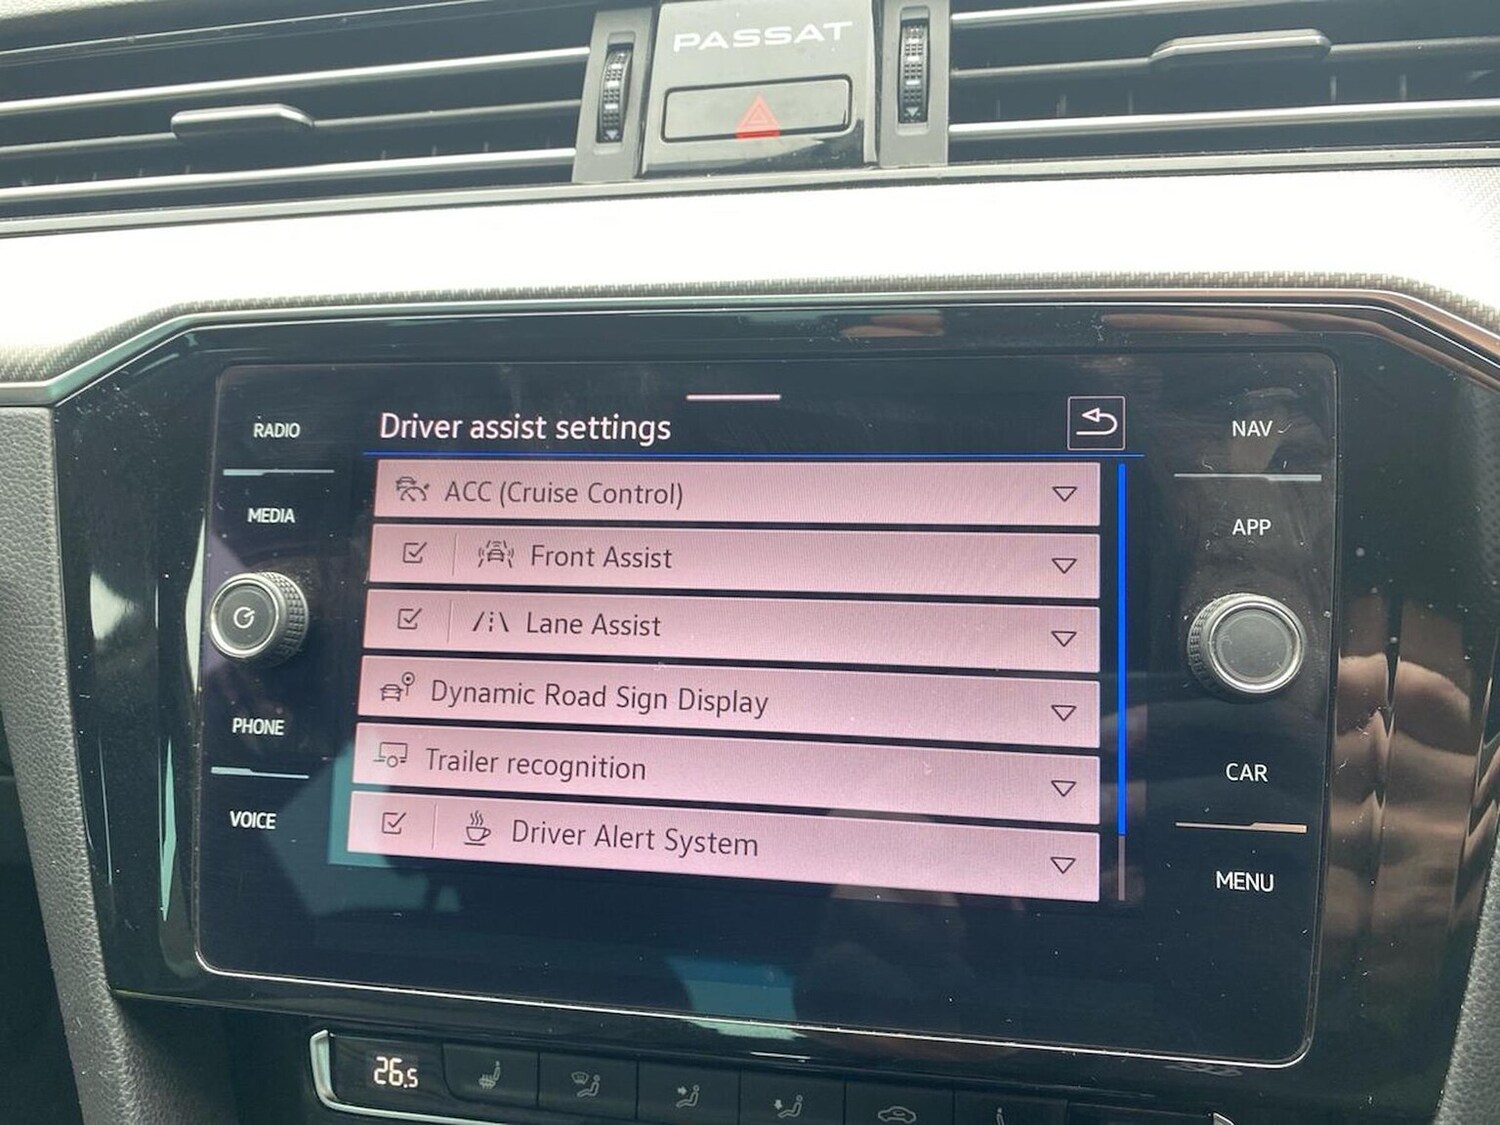 PASSAT
Driver assist settings
RADIO
MEDIA
PHONE
VOICE
ACC (Cruise Control)
Front Assist
Lane Assist
Dynamic Road Sign Display
Trailer recognition
Driver Alert System
NAV
APP
CAR
MENU
26.5